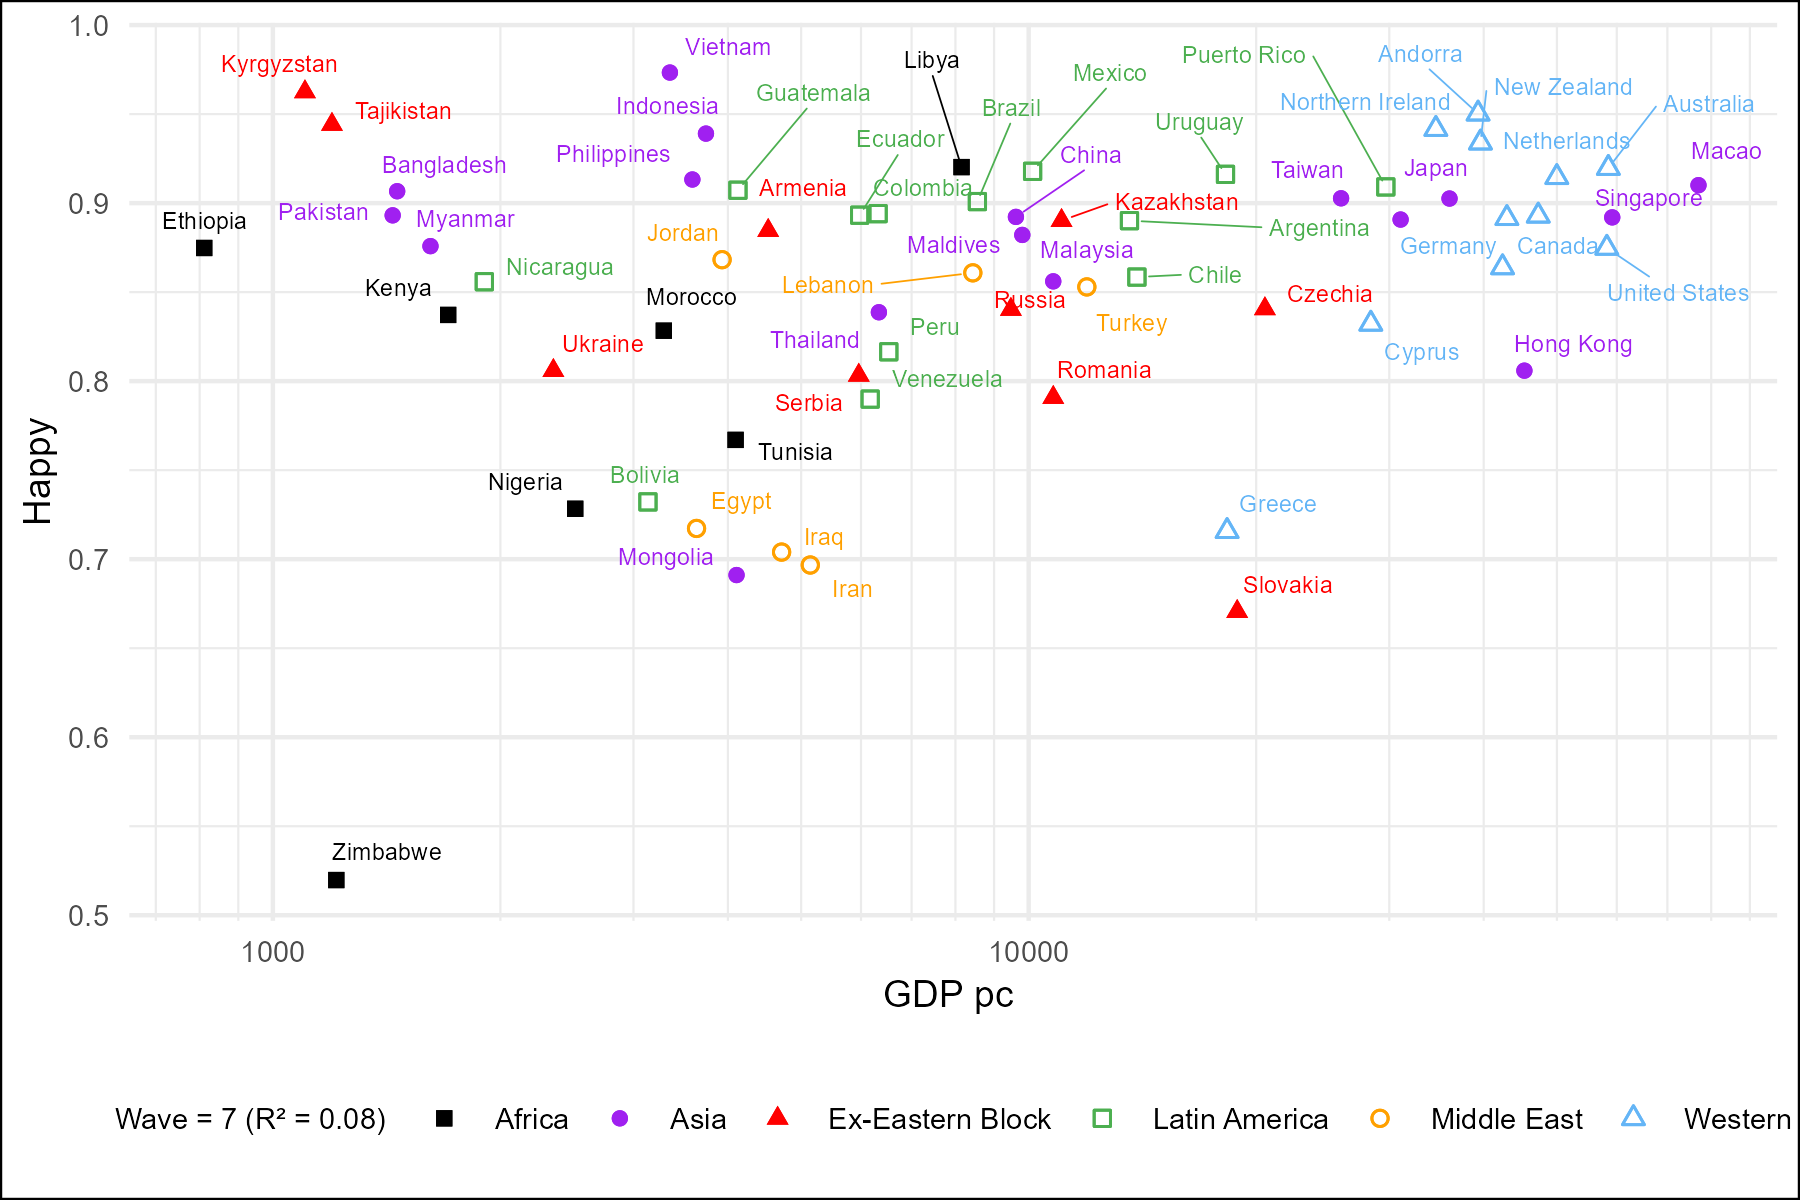 1.0
0.9
0.8
0.7
0.6
0.5
Happy
Kyrgyzstan
Tajikistan
Vietnam
Indonesia
Philippines
Guatemala
Libya
Ecuador
Brazil
Mexico
Puerto Rico
Uruguay
Andorra
Northern Ireland
New Zealand
Australia
Netherlands
Macao
Bangladesh
Pakistan
Myanmar
Ethiopia
Armenia
Colombia
China
Kazakhstan
Taiwan
Japan
Singapore
Jordan
Maldives
Malaysia
Argentina
Germany
Canada
Nicaragua
Kenya
Morocco
Lebanon
Russia
Chile
Turkey
Czechia
United States
Ukraine
Thailand
Peru
Cyprus
Hong Kong
Serbia
Venezuela
Romania
Tunisia
Nigeria
Bolivia
Egypt
Iraq
Mongolia
Iran
Greece
Slovakia
Zimbabwe
1000
10000
GDP pc
Wave = 7 (R² = 0.08) Africa Asia Ex-Eastern Block Latin America Middle East Western